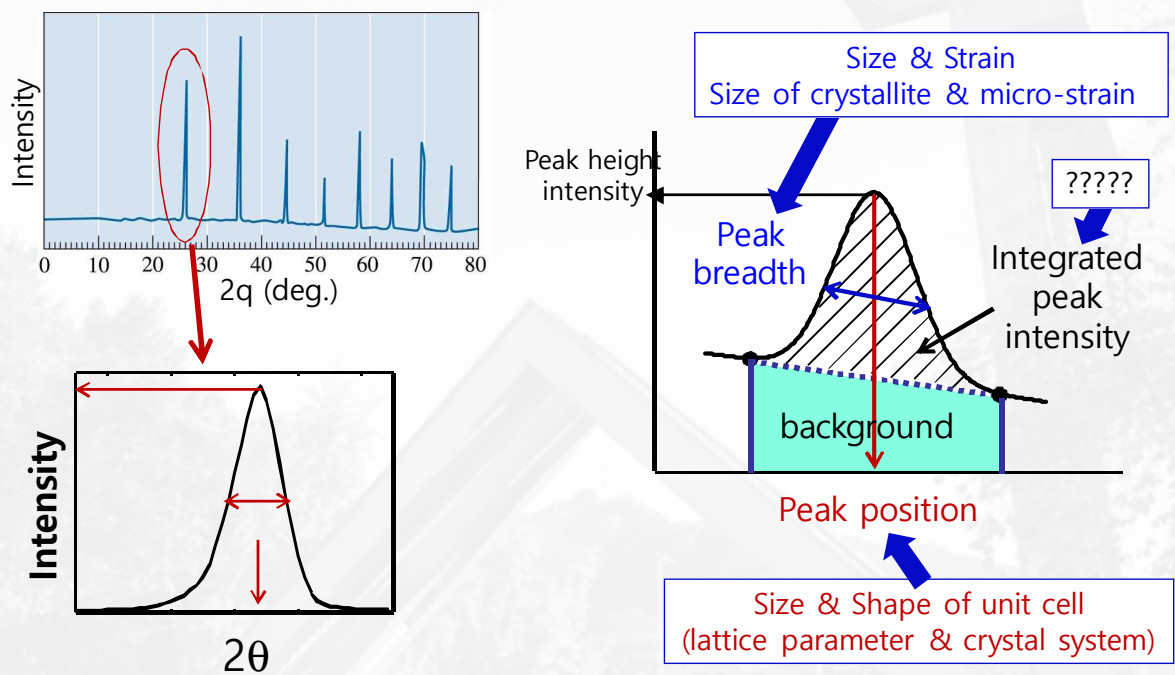 Intensity
0 10 20 30 40 50 60 70 80
2q (deg.)
Intensity
2θ
Size & Strain
Size of crystallite & micro-strain
Peak height
intensity
?????
Peak
breadth
Integrated
peak
intensity
background
Peak position
Size & Shape of unit cell
(lattice parameter & crystal system)